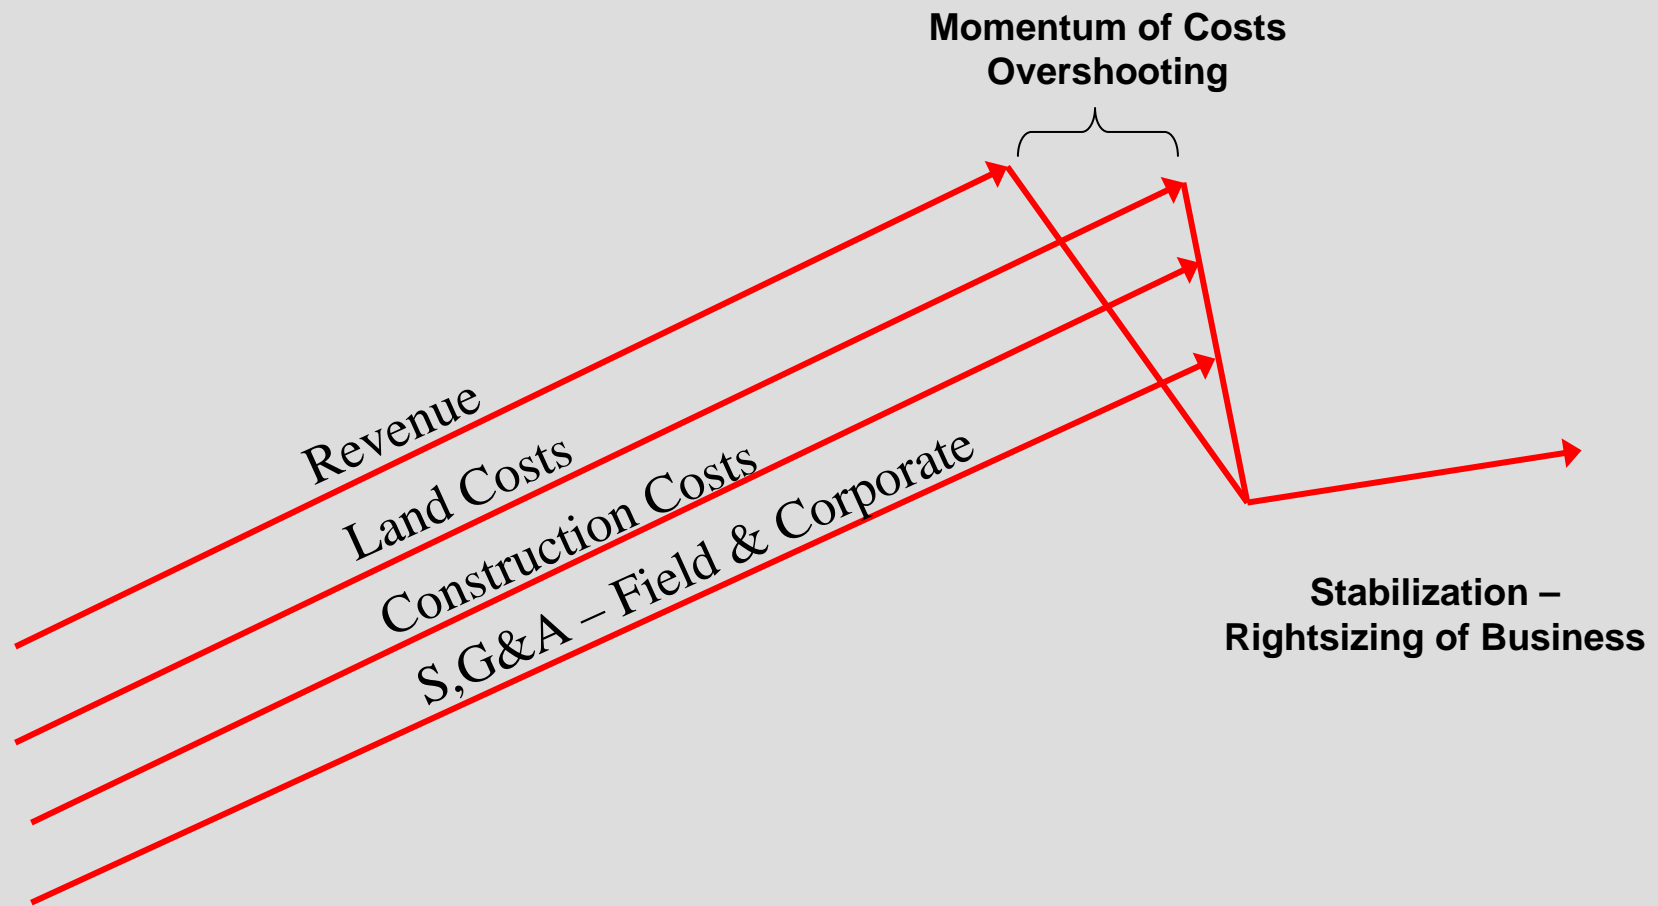 Momentum of Costs
Overshooting
Revenue
Land Costs
Construction Costs
S,G&A – Field & Corporate
Stabilization –
Rightsizing of Business